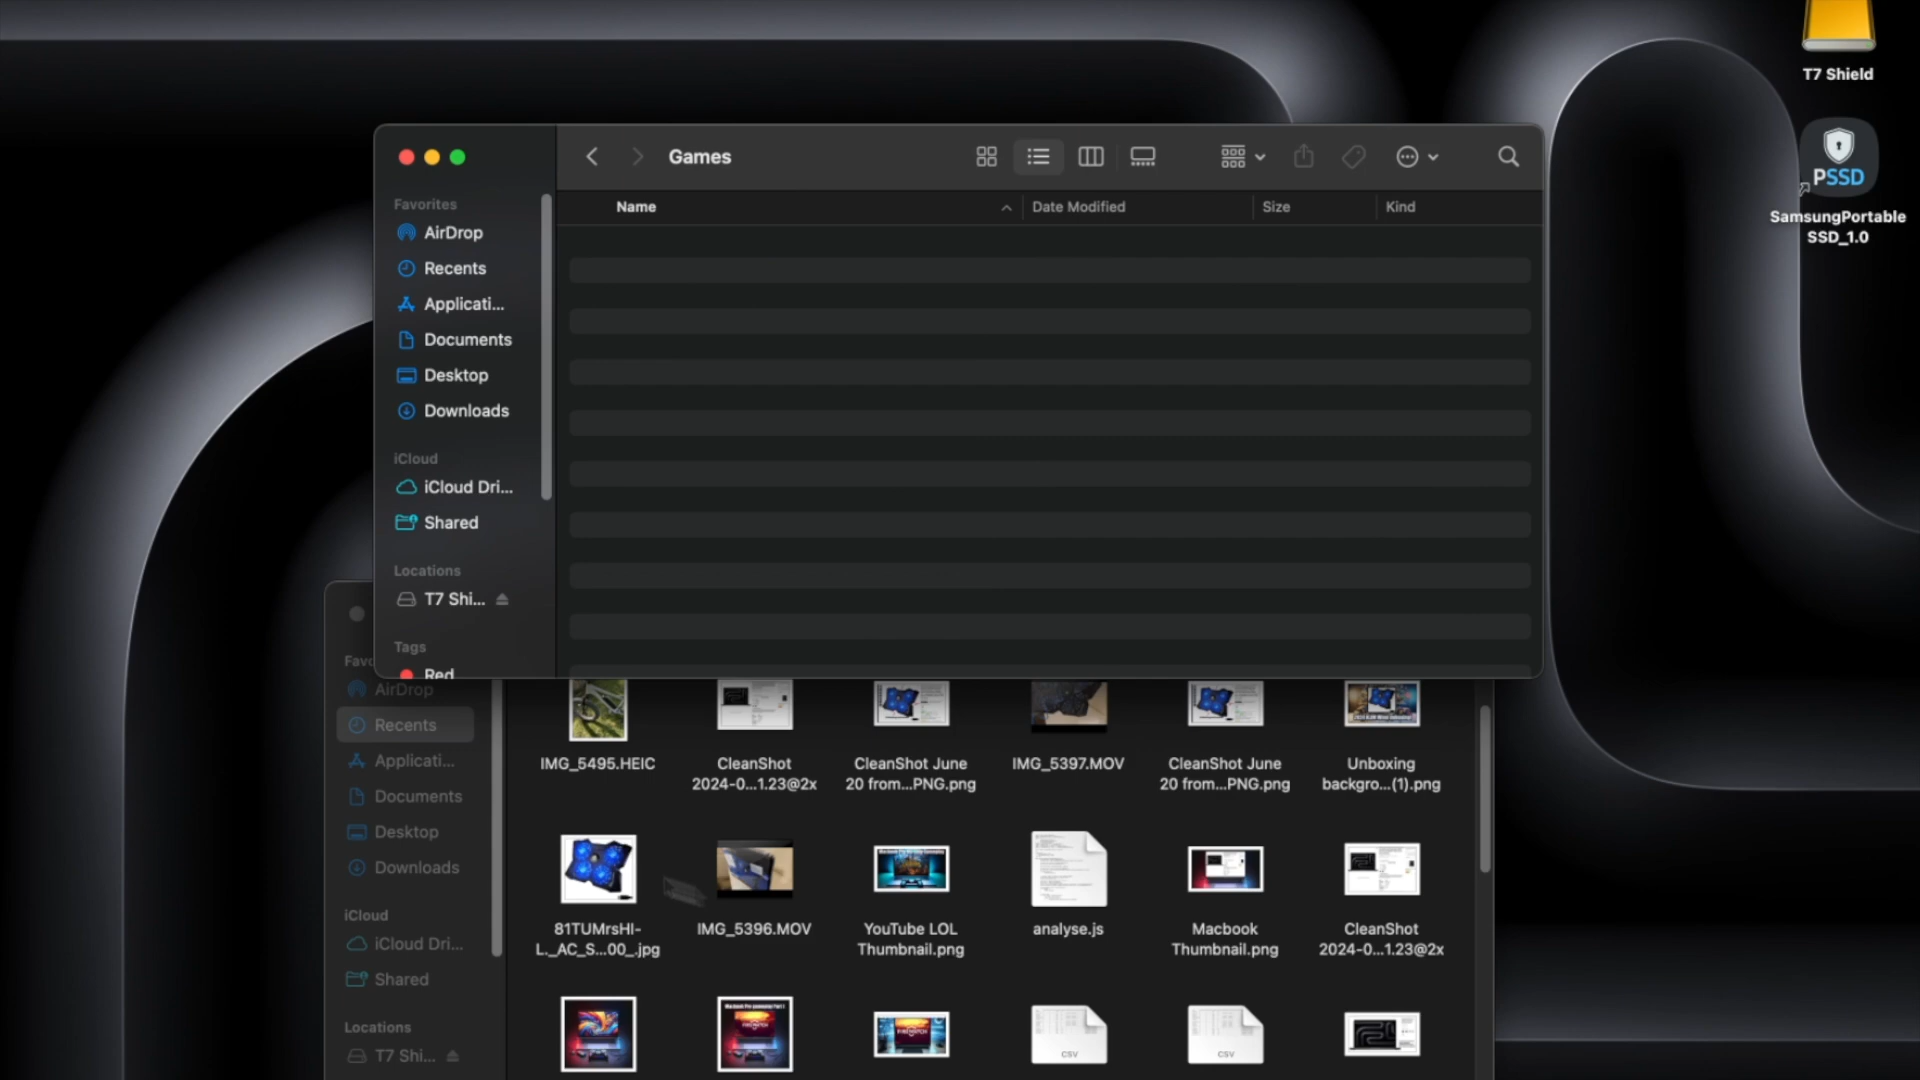 T7 Shield
PSSD
SamsungPortable
SSD_1.0
Games
Name
Date Modified
Size
Kind
Favorites
AirDrop
Recents
Applicati...
Documents
Desktop
Downloads
iCloud
iCloud Dri...
Shared
Locations
T7 Shi...
Tags
Red
Favo
AirDrop
Recents
Applicati...
Documents
Desktop
Downloads
iCloud
iCloud Dri...
Shared
Locations
T7 Shi...
IMG_5495.HEIC
CleanShot
2024-0...1.23@2x
CleanShot June
20 from...PNG.png
IMG_5397.MOV
CleanShot June
20 from...PNG.png
Unboxing
backgro...(1).png
81TUMrsHI-
L._AC_S...00_.jpg
IMG_5396.MOV
YouTube LOL
Thumbnail.png
analyse.js
Macbook
Thumbnail.png
CleanShot
2024-0...1.23@2x
CSV
CSV